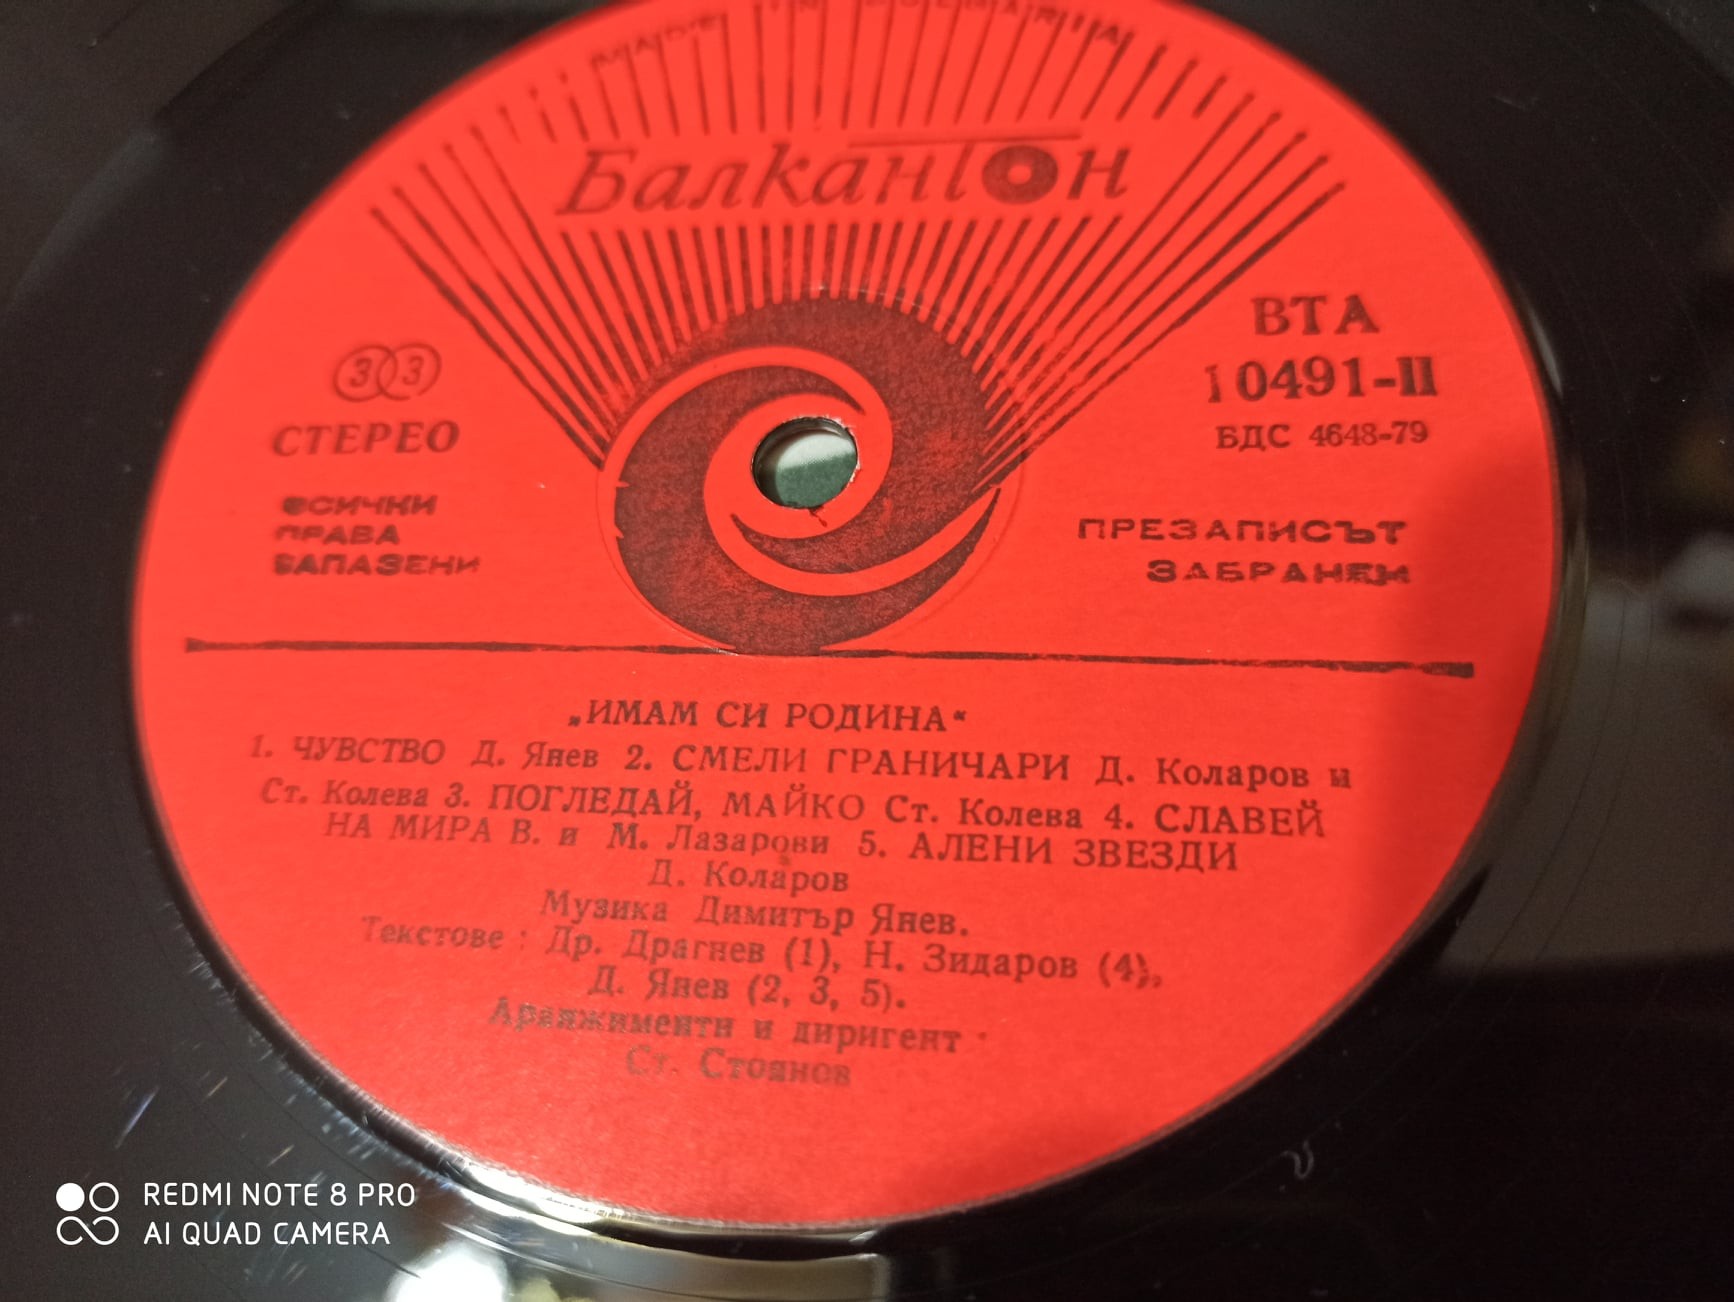 MADE IN BULGARIA
Балкантон
33
СТЕРЕО
ВСИЧКИ
ПРАВА
ЗАПАЗЕНИ
ВТА
10491-II
БДС 4648-79
ПРЕЗАПИСЪТ
ЗАБРАНЕН
„ИМАМ СИ РОДИНА“
1. ЧУВСТВО Д. Янев 2. СМЕЛИ ГРАНИЧАРИ Д. Коларов и
Ст. Колева 3. ПОГЛЕДАЙ, МАЙКО Ст. Колева 4. СЛАВЕЙ
НА МИРА В. и М. Лазарови 5. АЛЕНИ ЗВЕЗДИ
Д. Коларов
Музика Димитър Янев.
Текстове : Др. Драгнев (1), Н. Зидаров (4),
Д. Янев (2, 3, 5).
Аранжименти и диригент :
Ст. Стоянов
REDMI NOTE 8 PRO
AI QUAD CAMERA